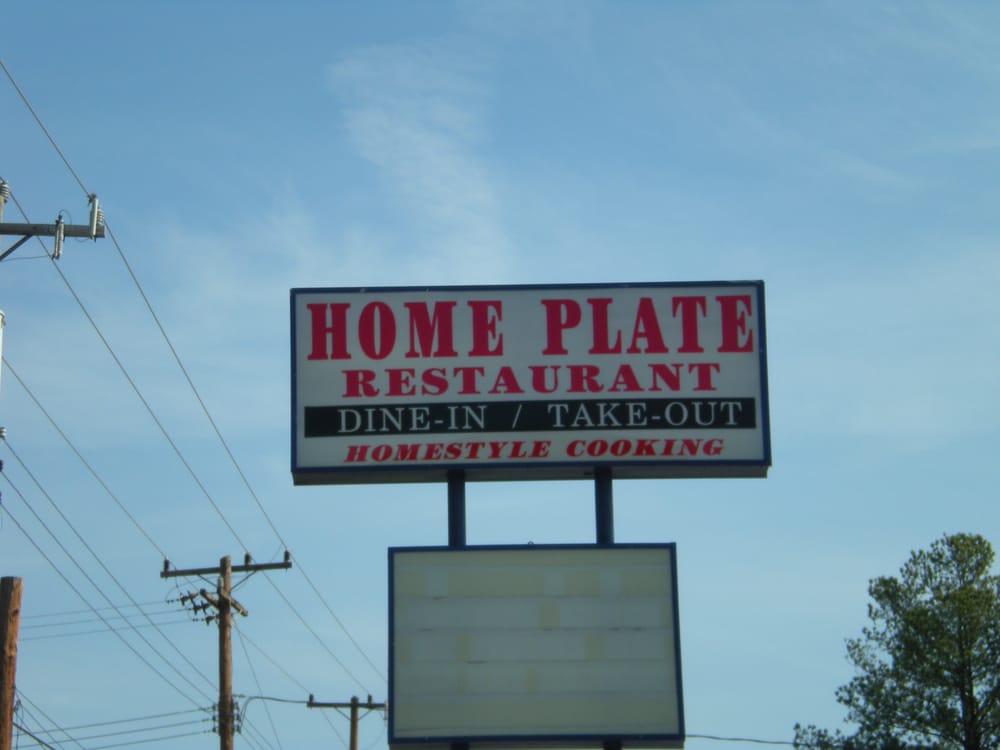 HOME PLATE
RESTAURANT
DINE-IN / TAKE-OUT
HOMESTYLE COOKING